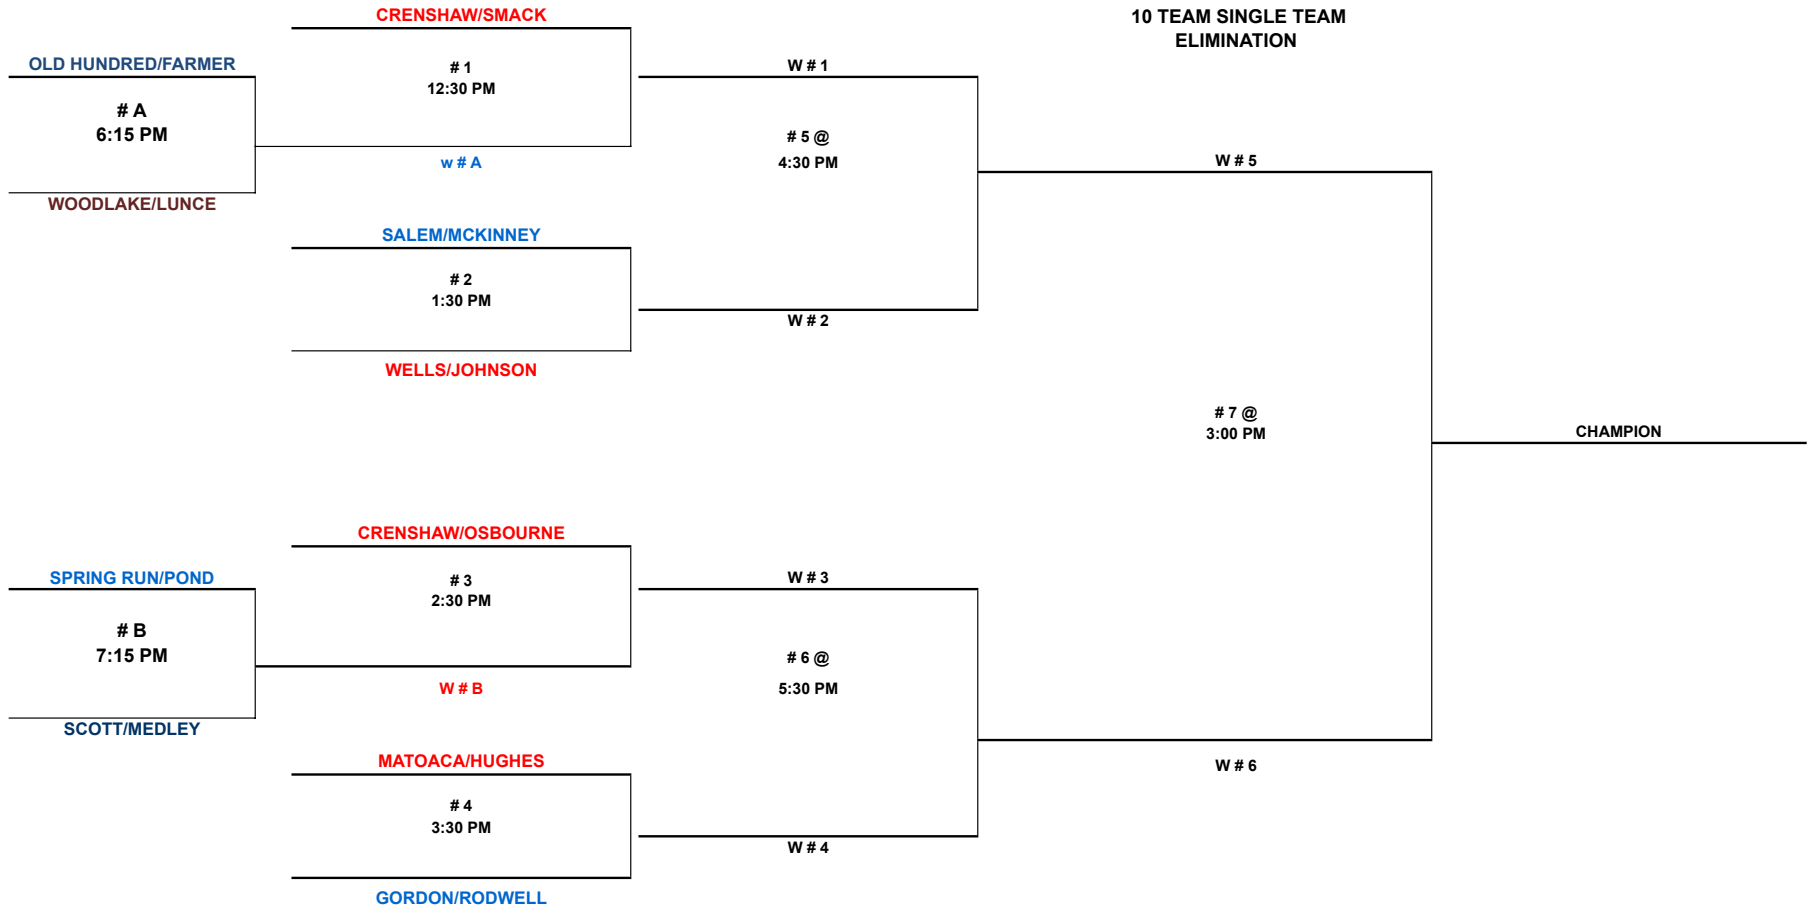 CRENSHAW/SMACK
10 TEAM SINGLE TEAM
ELIMINATION
OLD HUNDRED/FARMER
# 1
12:30 PM
W # 1
# A
6:15 PM
w # A
# 5 @
4:30 PM
W # 5
WOODLAKE/LUNCE
SALEM/MCKINNEY
# 2
1:30 PM
W # 2
WELLS/JOHNSON
# 7 @
3:00 PM
CHAMPION
CRENSHAW/OSBOURNE
SPRING RUN/POND
# 3
2:30 PM
W # 3
# B
7:15 PM
W # B
# 6 @
5:30 PM
SCOTT/MEDLEY
MATOACA/HUGHES
W # 6
# 4
3:30 PM
W # 4
GORDON/RODWELL